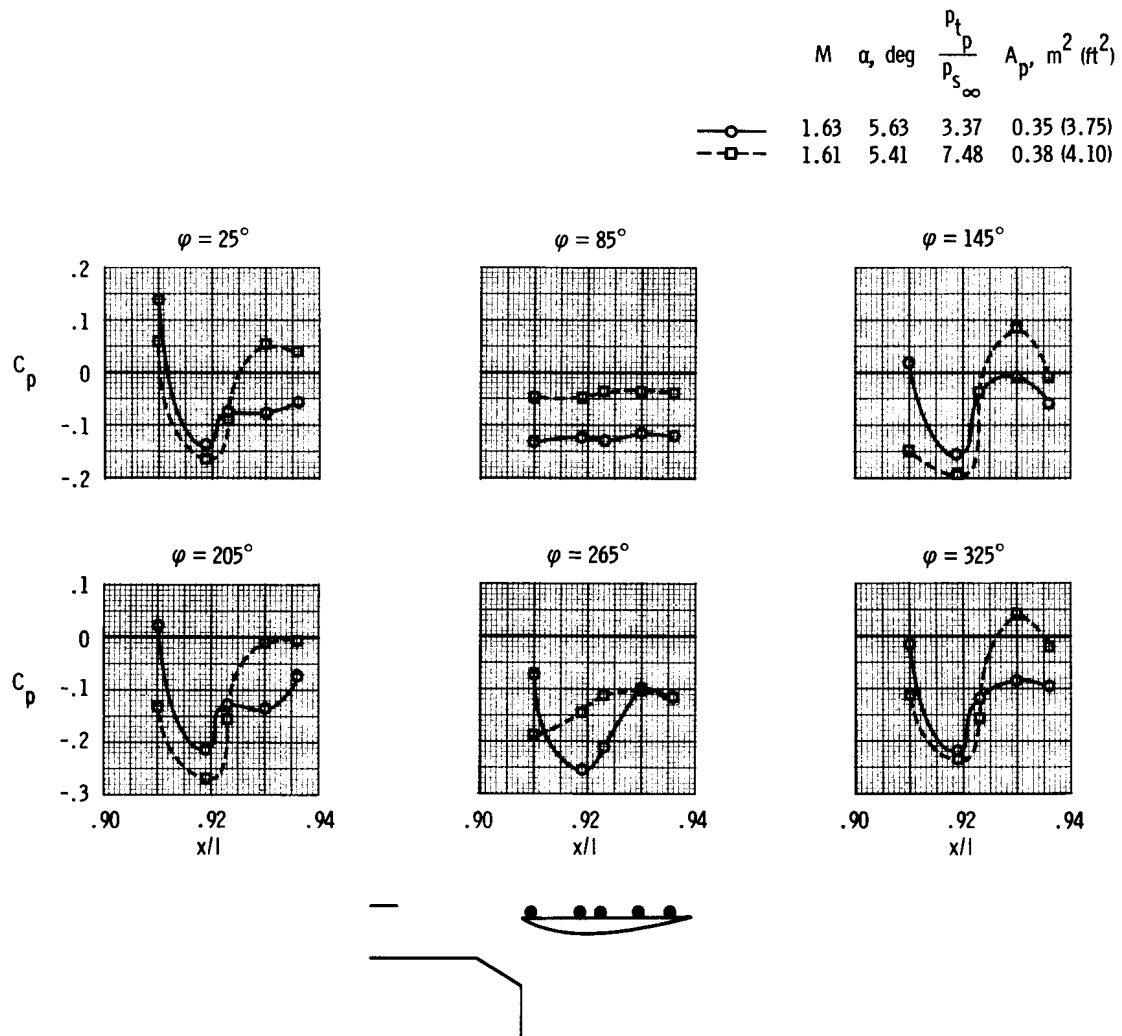 M α, deg p_t_p / p_s_∞ A_p, m² (ft²)
1.63 5.63 3.37 0.35 (3.75)
1.61 5.41 7.48 0.38 (4.10)
φ = 25° φ = 85° φ = 145°
.2
.1
C_p 0
-.1
-.2
φ = 205° φ = 265° φ = 325°
.1
0
C_p -.1
-.2
-.3
.90 .92 .94 .90 .92 .94 .90 .92 .94
x/l x/l x/l